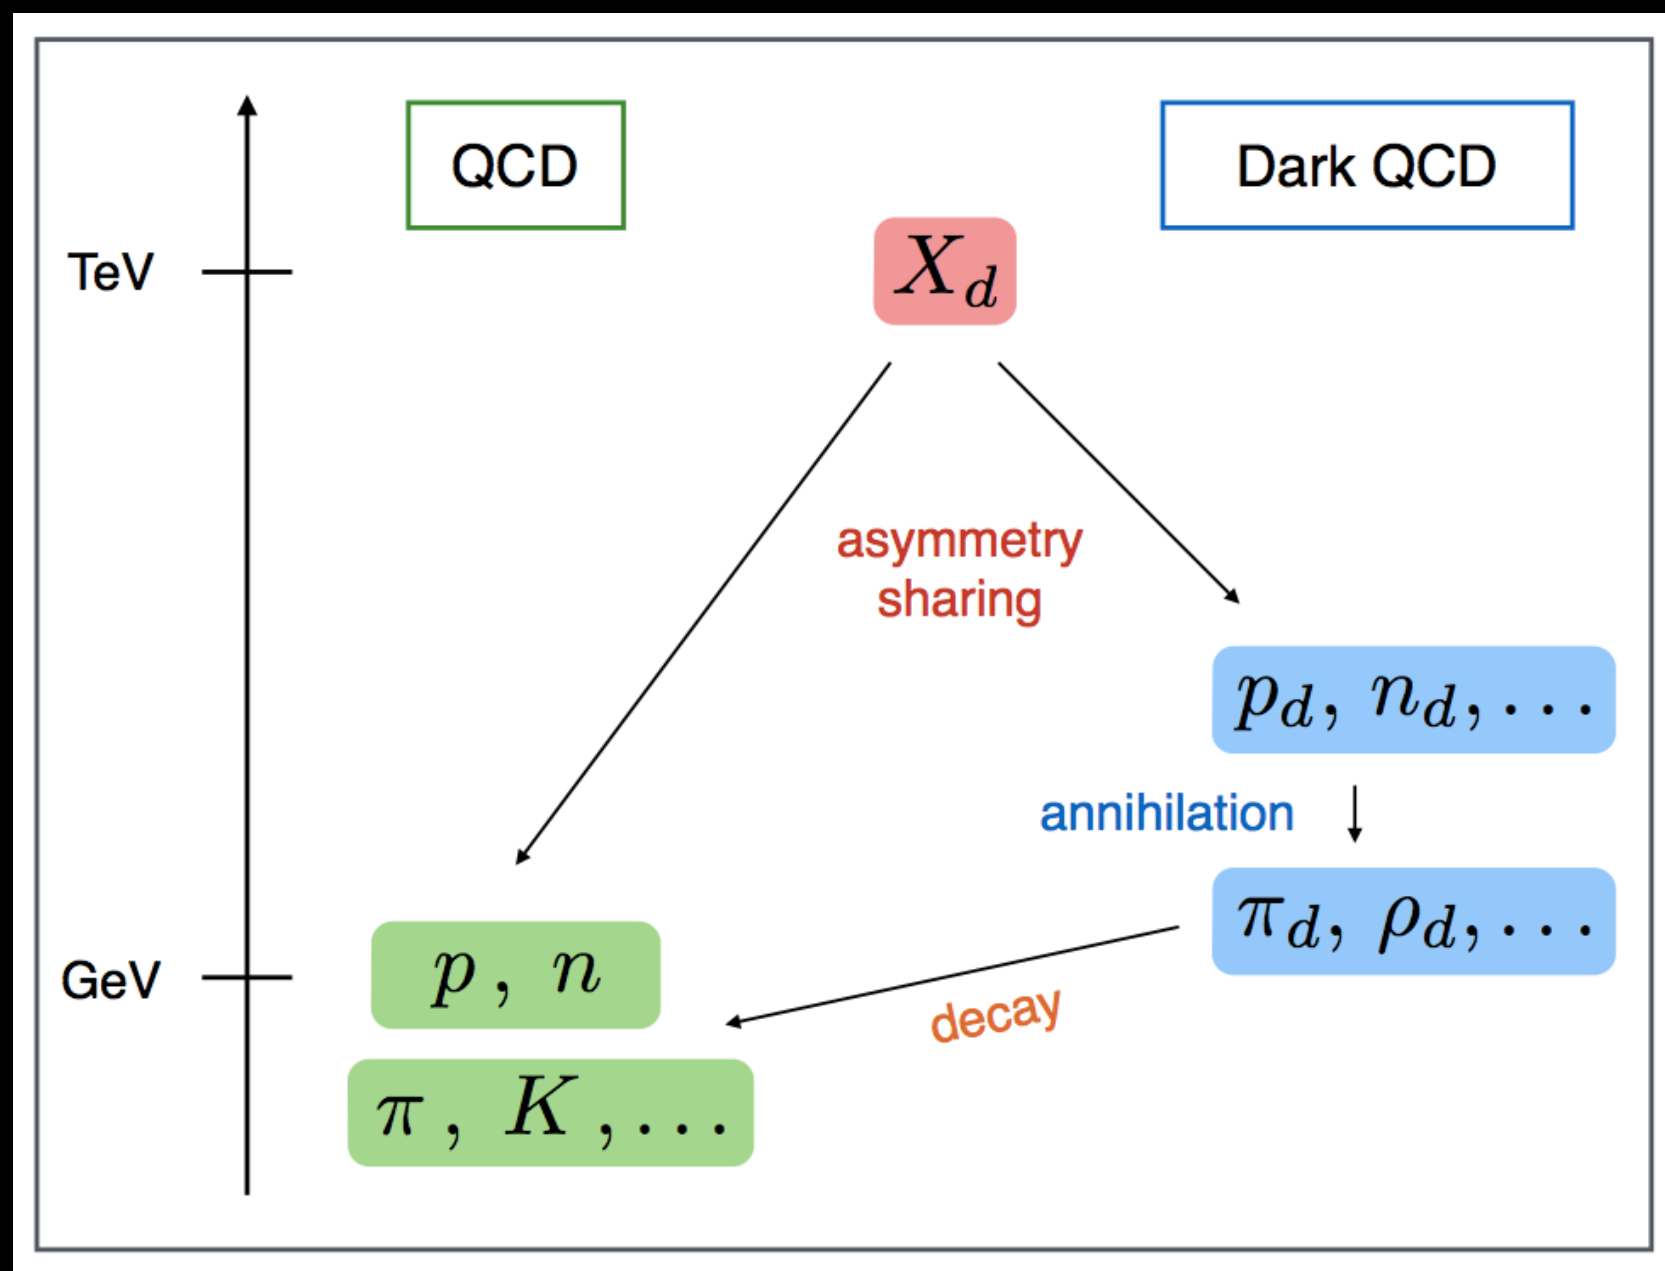 QCD
Dark QCD
TeV
X_d
asymmetry
sharing
p_d, n_d, ...
annihilation
π_d, ρ_d, ...
GeV
p, n
decay
π, K, ...